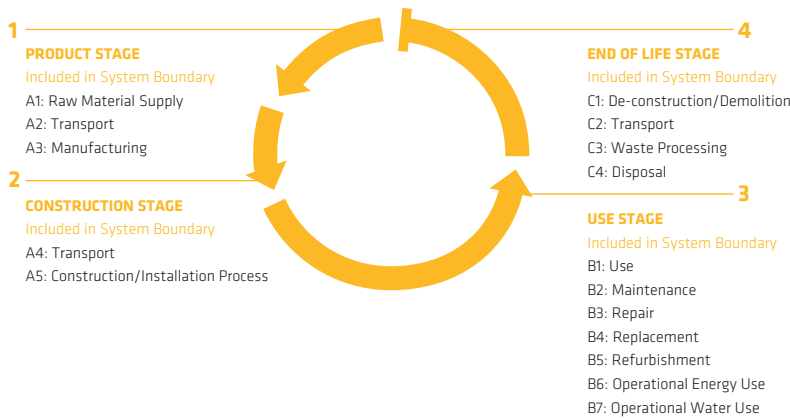 1
PRODUCT STAGE
Included in System Boundary
A1: Raw Material Supply
A2: Transport
A3: Manufacturing
2
CONSTRUCTION STAGE
Included in System Boundary
A4: Transport
A5: Construction/Installation Process
4
END OF LIFE STAGE
Included in System Boundary
C1: De-construction/Demolition
C2: Transport
C3: Waste Processing
C4: Disposal
3
USE STAGE
Included in System Boundary
B1: Use
B2: Maintenance
B3: Repair
B4: Replacement
B5: Refurbishment
B6: Operational Energy Use
B7: Operational Water Use